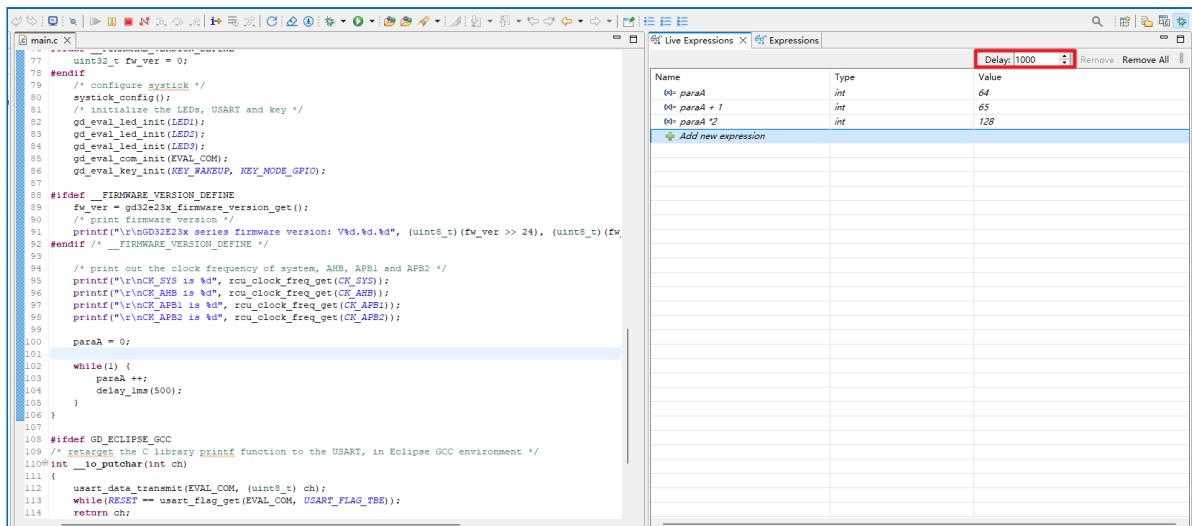 main.c
77 uint32_t fw_ver = 0;
78 #endif
79 /* configure systick */
80 systick_config();
81 /* initialize the LEDs, USART and key */
82 gd_eval_led_init(LED1);
83 gd_eval_led_init(LED2);
84 gd_eval_led_init(LED3);
85 gd_eval_com_init(EVAL_COM);
86 gd_eval_key_init(KEY_WAKEUP, KEY_MODE_GPIO);
87
88 #ifdef __FIRMWARE_VERSION_DEFINE
89 fw_ver = gd32e23x_firmware_version_get();
90 /* print firmware version */
91 printf("\r\nGD32E23x series firmware version: V%d.%d.%d", (uint8_t)(fw_ver >> 24), (uint8_t)(fw_
92 #endif /* __FIRMWARE_VERSION_DEFINE */
93
94 /* print out the clock frequency of system, AHB, APB1 and APB2 */
95 printf("\r\nCK_SYS is %d", rcu_clock_freq_get(CK_SYS));
96 printf("\r\nCK_AHB is %d", rcu_clock_freq_get(CK_AHB));
97 printf("\r\nCK_APB1 is %d", rcu_clock_freq_get(CK_APB1));
98 printf("\r\nCK_APB2 is %d", rcu_clock_freq_get(CK_APB2));
99
100 paraA = 0;
101
102 while(1) {
103 paraA ++;
104 delay_1ms(500);
105 }
106 }
107
108 #ifdef GD_ECLIPSE_GCC
109 /* retarget the C library printf function to the USART, in Eclipse GCC environment */
110 int __io_putchar(int ch)
111 {
112 usart_data_transmit(EVAL_COM, (uint8_t) ch);
113 while(RESET == usart_flag_get(EVAL_COM, USART_FLAG_TBE));
114 return ch;
Live Expressions Expressions
Delay: 1000 Remove Remove All
Name Type Value
(x)= paraA int 64
(x)= paraA + 1 int 65
(x)= paraA *2 int 128
Add new expression